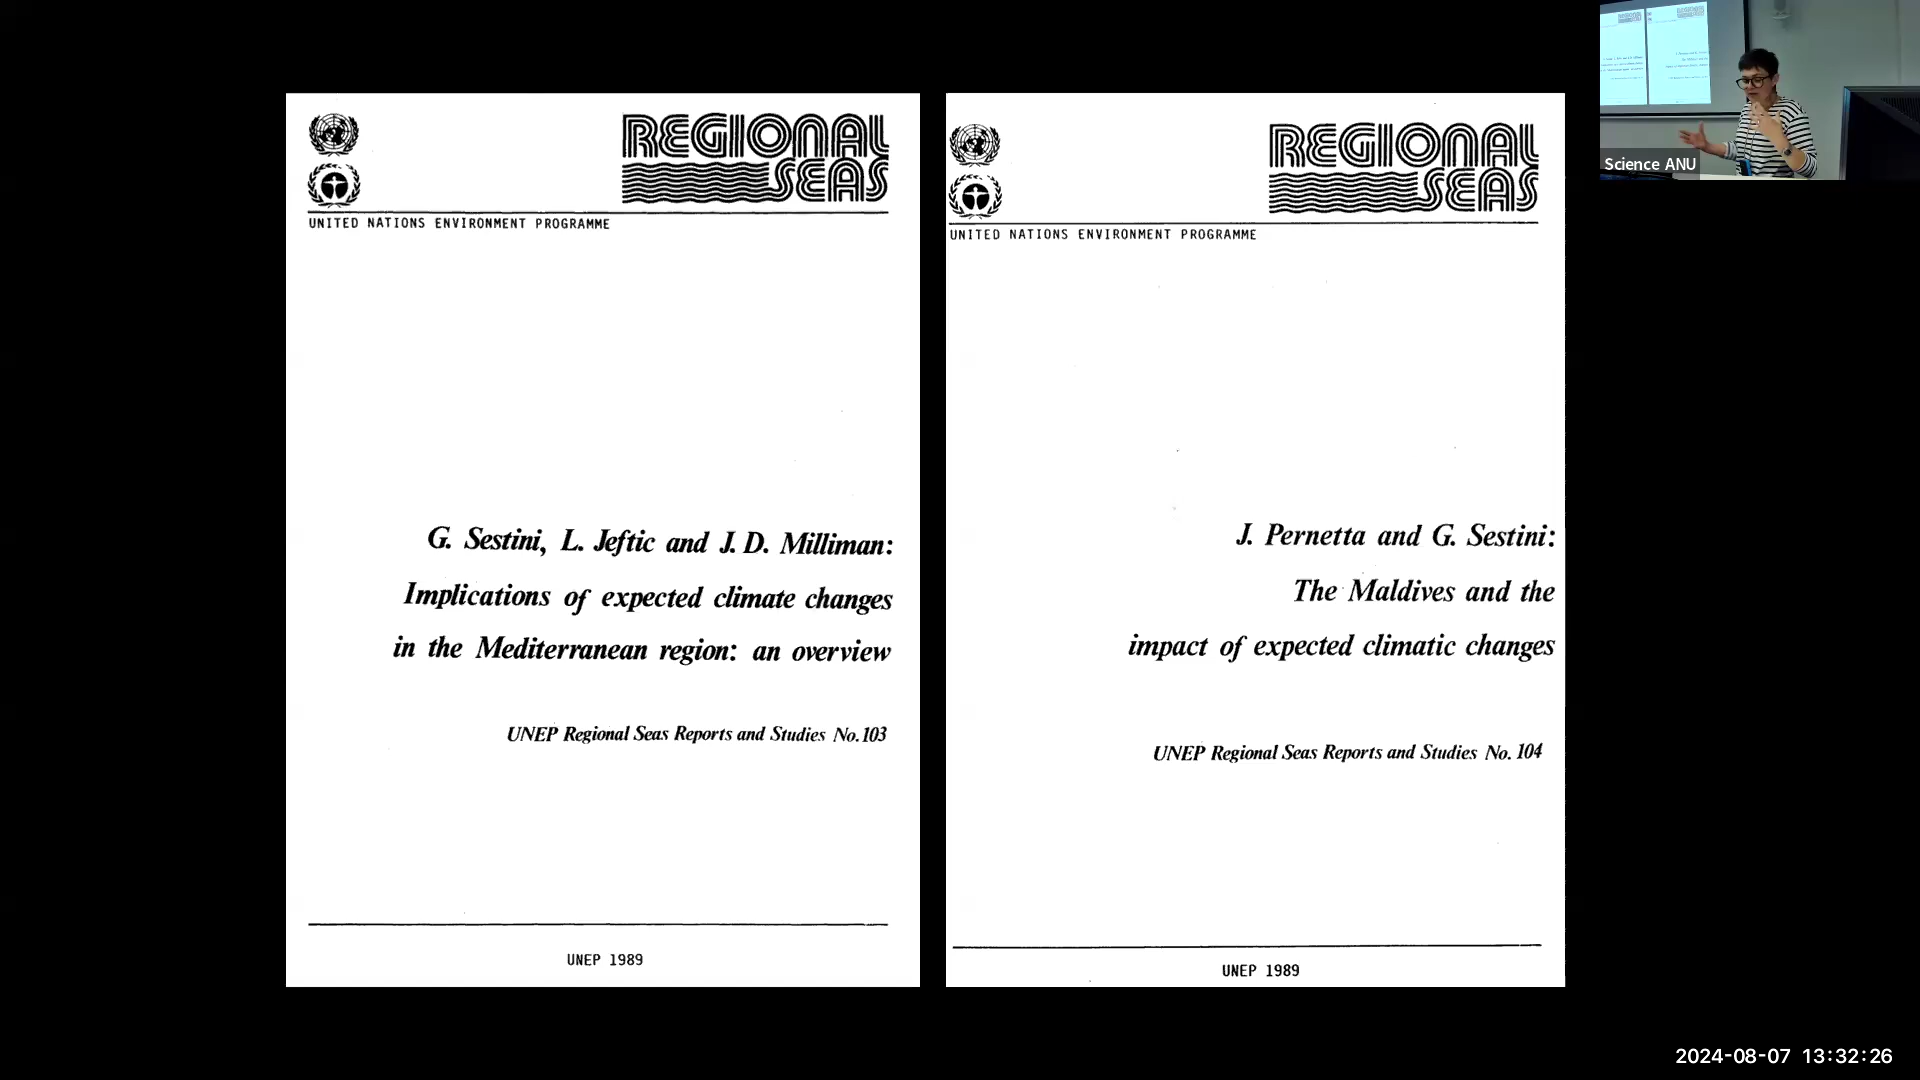 REGIONAL
SEAS
UNITED NATIONS ENVIRONMENT PROGRAMME
G. Sestini, L. Jeftic and J. D. Milliman:
Implications of expected climate changes
in the Mediterranean region: an overview
UNEP Regional Seas Reports and Studies No. 103
UNEP 1989
REGIONAL
SEAS
UNITED NATIONS ENVIRONMENT PROGRAMME
J. Pernetta and G. Sestini:
The Maldives and the
impact of expected climatic changes
UNEP Regional Seas Reports and Studies No. 104
UNEP 1989
Science ANU
2024-08-07 13:32:26